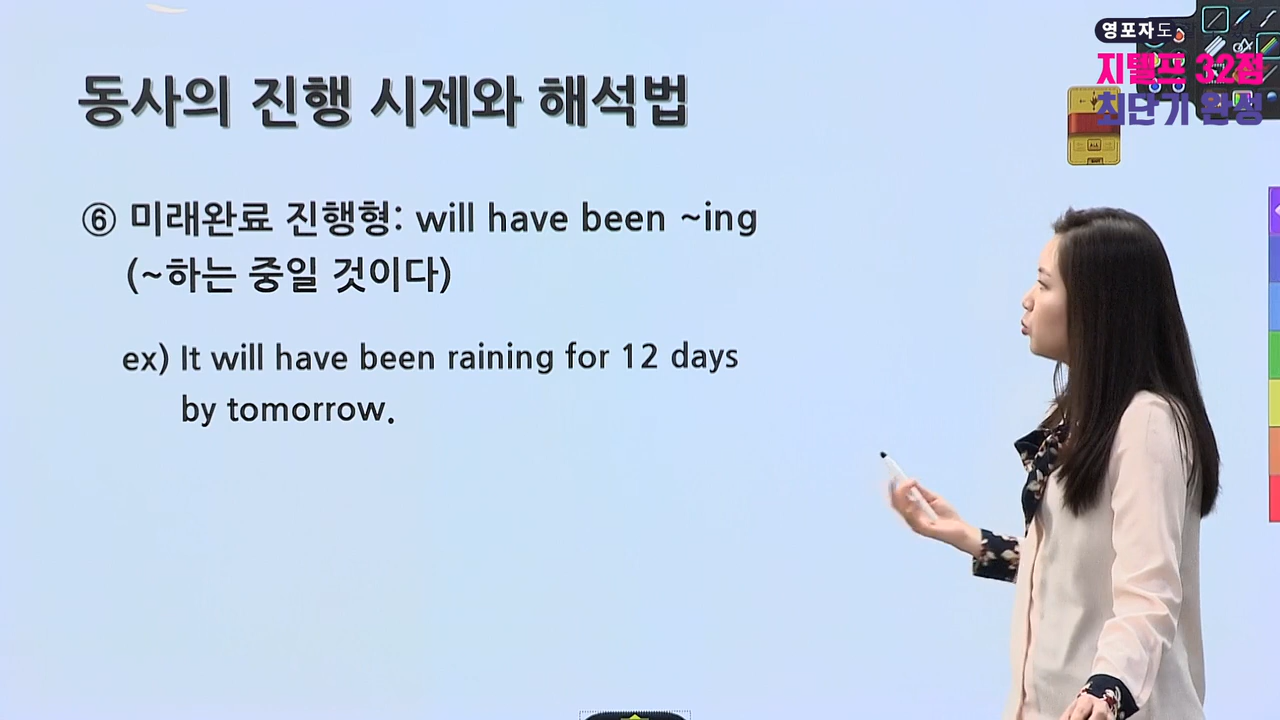 영포자도
지텔프 32점
최단기 완성
동사의 진행 시제와 해석법
⑥ 미래완료 진행형: will have been ~ing
(~하는 중일 것이다)
ex) It will have been raining for 12 days
by tomorrow.